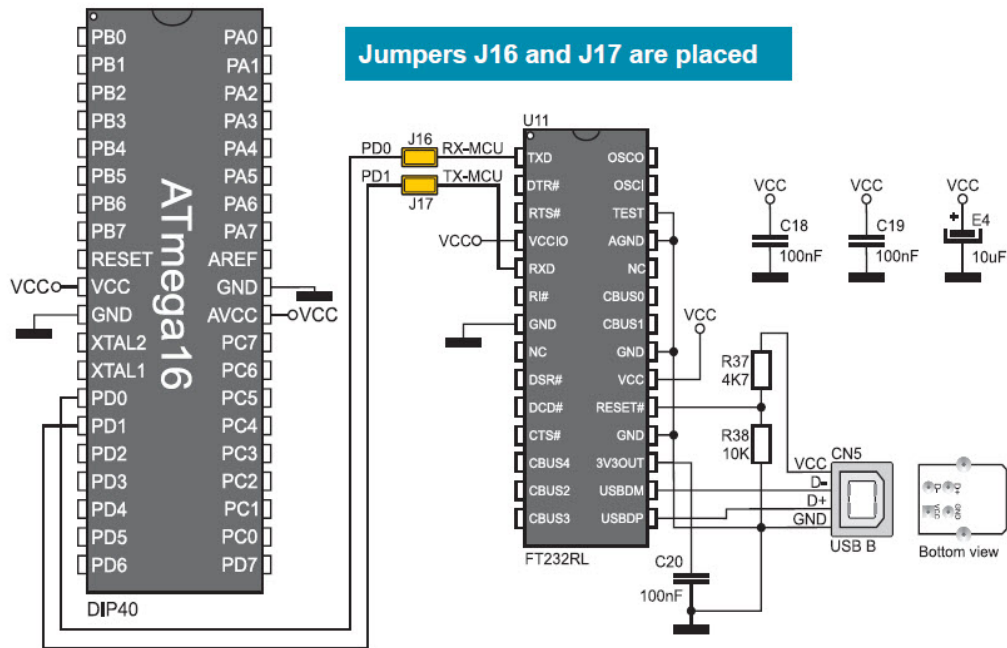 Jumpers J16 and J17 are placed
PB0
PB1
PB2
PB3
PB4
PB5
PB6
PB7
RESET
VCC
GND
XTAL2
XTAL1
PD0
PD1
PD2
PD3
PD4
PD5
PD6
ATmega16
PA0
PA1
PA2
PA3
PA4
PA5
PA6
PA7
AREF
GND
AVCC
PC7
PC6
PC5
PC4
PC3
PC2
PC1
PC0
PD7
VCC
VCC
DIP40
PD0
J16
RX-MCU
PD1
J17
TX-MCU
VCC
U11
TXD
DTR#
RTS#
VCCIO
RXD
RI#
GND
NC
DSR#
DCD#
CTS#
CBUS4
CBUS2
CBUS3
OSCO
OSCI
TEST
AGND
NC
CBUS0
CBUS1
GND
VCC
RESET#
GND
3V3OUT
USBDM
USBDP
FT232RL
VCC
C18
100nF
VCC
C19
100nF
VCC
+
E4
10uF
VCC
R37
4K7
R38
10K
CN5
VCC
D-
D+
GND
USB B
C20
100nF
D-
D+
VCC
GND
Bottom view